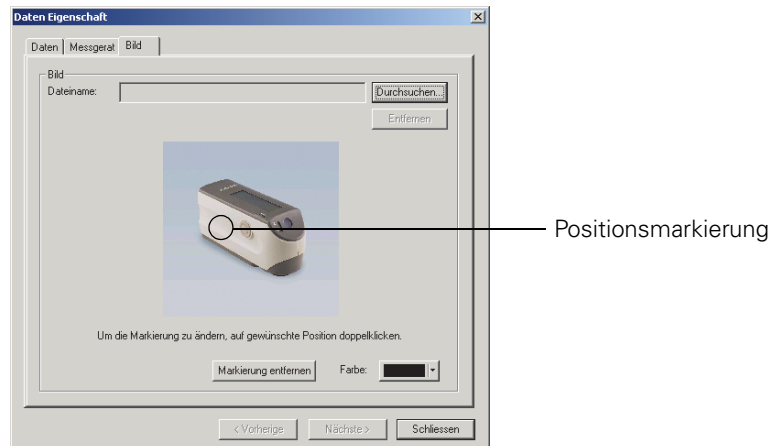 Daten Eigenschaft
Daten Messgerat Bild
Bild
Dateiname: Durchsuchen...
Entfernen
Positionsmarkierung
Um die Markierung zu ändern, auf gewünschte Position doppelklicken.
Markierung entfernen Farbe:
< Vorherige Nächste > Schliessen